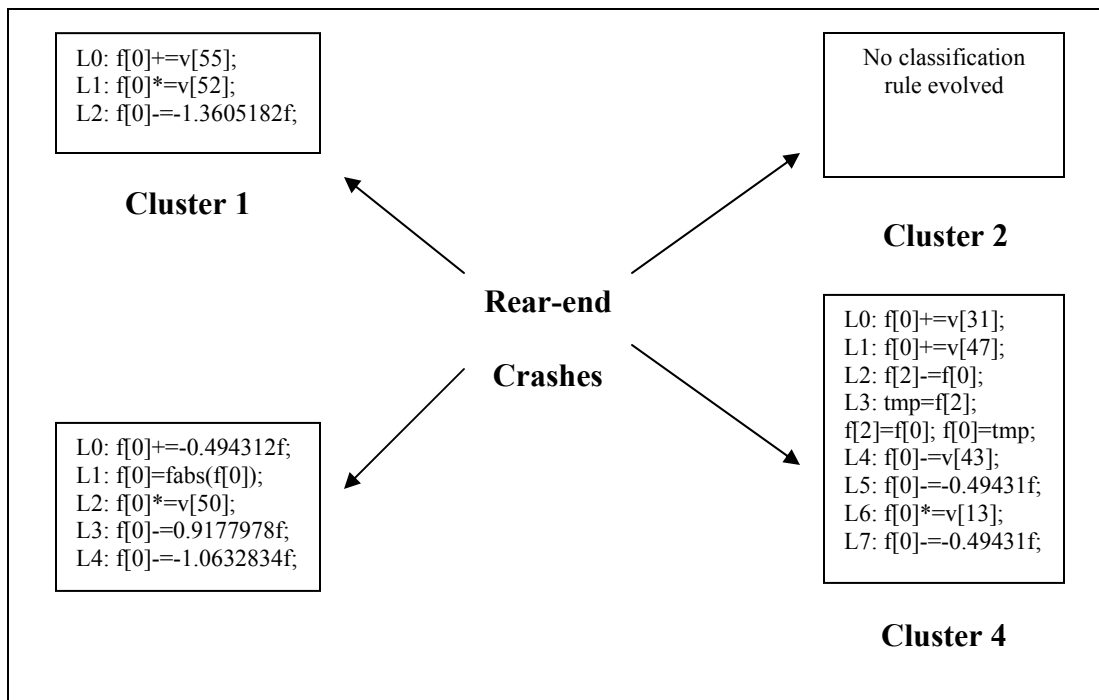 L0: f[0]+=v[55];
L1: f[0]*=v[52];
L2: f[0]-=-1.3605182f;
Cluster 1
No classification
rule evolved
Cluster 2
Rear-end
Crashes
L0: f[0]+=-0.494312f;
L1: f[0]=fabs(f[0]);
L2: f[0]*=v[50];
L3: f[0]-=0.9177978f;
L4: f[0]-=-1.0632834f;
L0: f[0]+=v[31];
L1: f[0]+=v[47];
L2: f[2]-=f[0];
L3: tmp=f[2];
f[2]=f[0]; f[0]=tmp;
L4: f[0]-=v[43];
L5: f[0]-=-0.49431f;
L6: f[0]*=v[13];
L7: f[0]-=-0.49431f;
Cluster 4